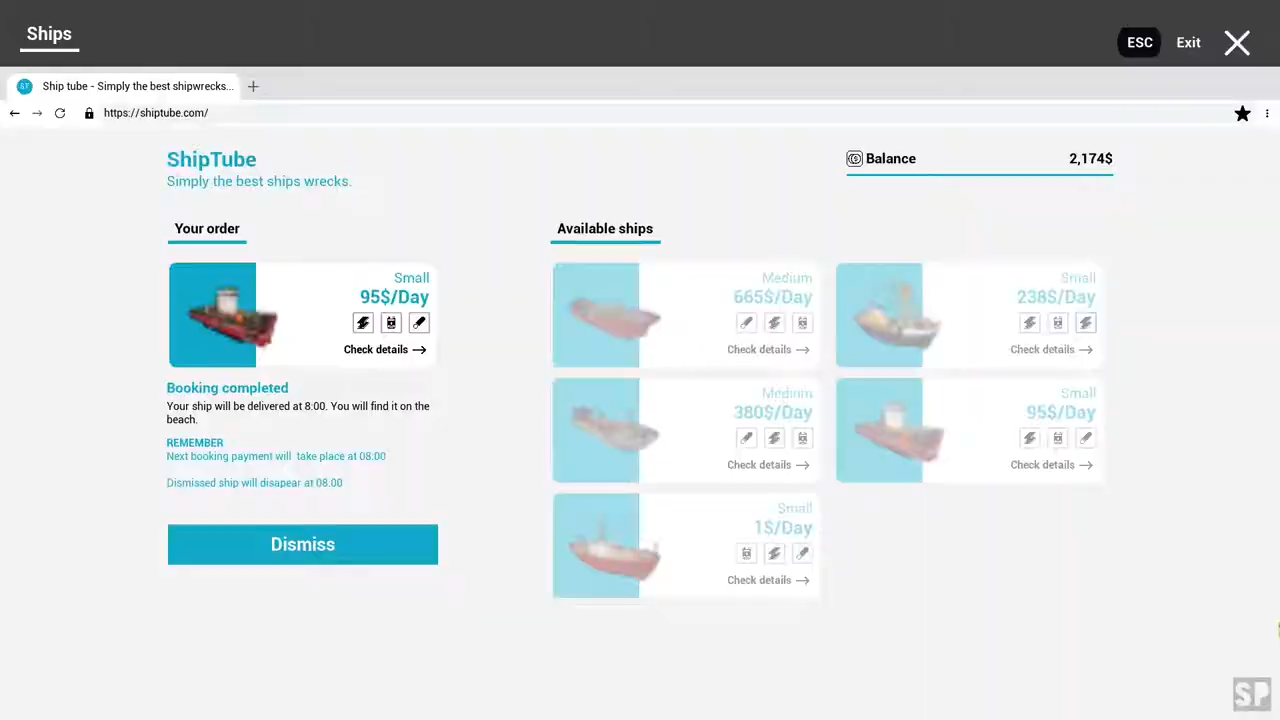 Ships
ESC Exit
Ship tube - Simply the best shipwrecks...
https://shiptube.com/
ShipTube
Simply the best ships wrecks.
Balance 2,174$
Your order
Available ships
Small
95$/Day
Check details
Booking completed
Your ship will be delivered at 8:00. You will find it on the
beach.
REMEMBER
Next booking payment will take place at 08:00
Dismissed ship will disapear at 08.00
Dismiss
Medium
665$/Day
Check details
Small
238$/Day
Check details
Medium
380$/Day
Check details
Small
95$/Day
Check details
Small
1$/Day
Check details
SP